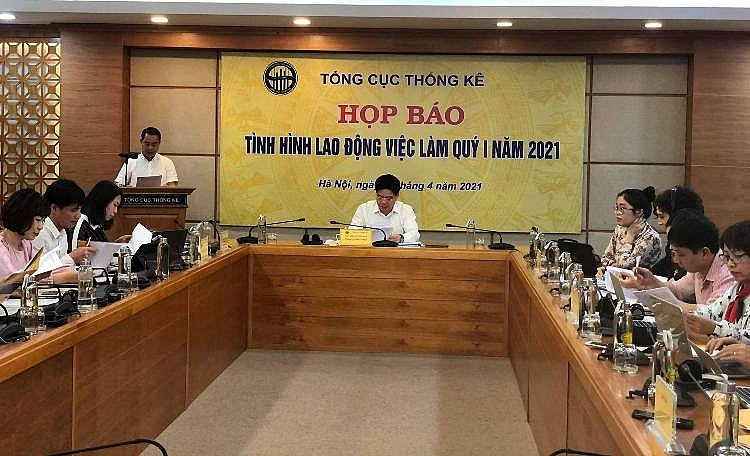 TỔNG CỤC THỐNG KÊ
HỌP BÁO
TÌNH HÌNH LAO ĐỘNG VIỆC LÀM QUÝ I NĂM 2021
Hà Nội, ngày /4 năm 2021
TỔNG CỤC THỐNG KÊ